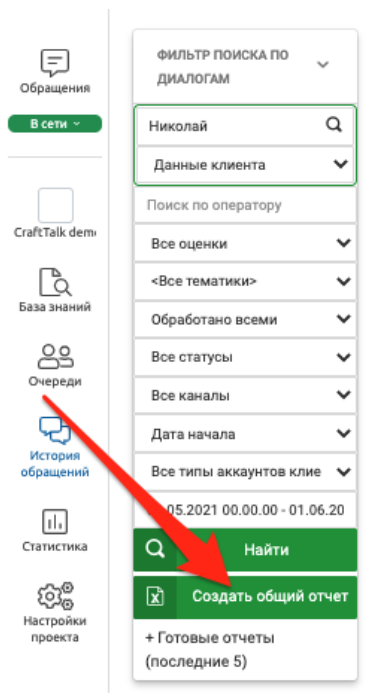 Обращения
В сети
CraftTalk dem
База знаний
Очереди
История
обращений
Статистика
Настройки
проекта
ФИЛЬТР ПОИСКА ПО
ДИАЛОГАМ
Николай
Данные клиента
Поиск по оператору
Все оценки
<Все тематики>
Обработано всеми
Все статусы
Все каналы
Дата начала
Все типы аккаунтов клие
.05.2021 00.00.00 - 01.06.20
Найти
Создать общий отчет
+ Готовые отчеты
(последние 5)